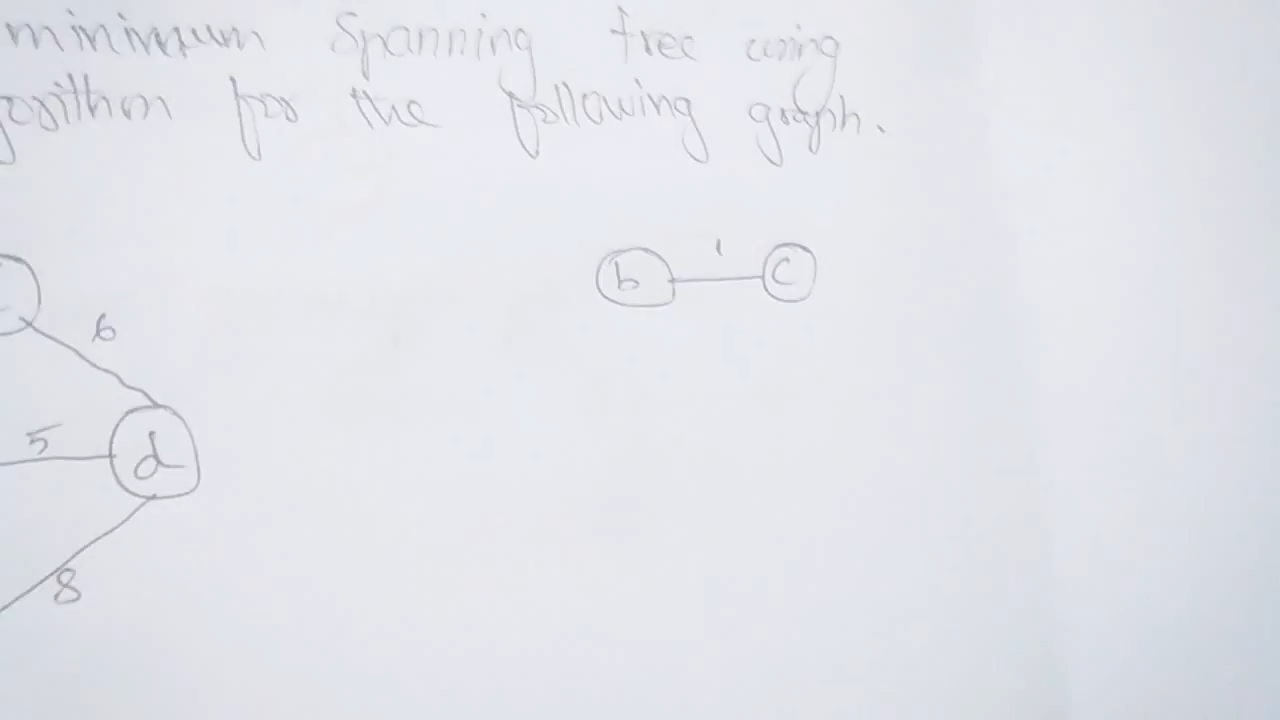 minimum spanning tree using
gorithm for the following graph.
b 1 c
6
5 d
8